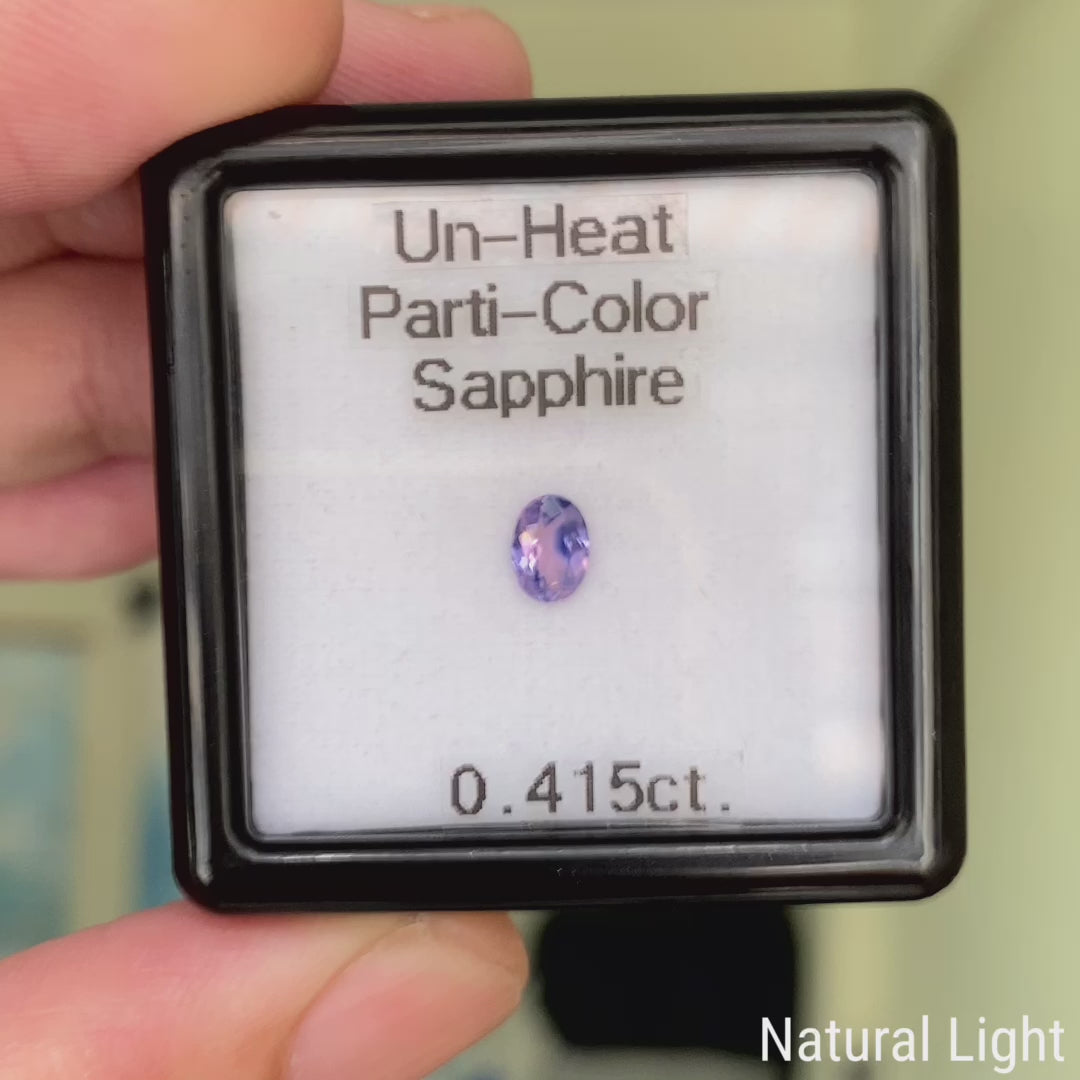 Un-Heat
Parti-Color
Sapphire
0.415ct.
Natural Light